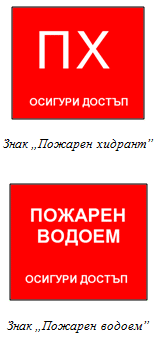 ПХ
ОСИГУРИ ДОСТЪП
Знак „Пожарен хидрант”
ПОЖАРЕН
ВОДОЕМ
ОСИГУРИ ДОСТЪП
Знак „Пожарен водоем”